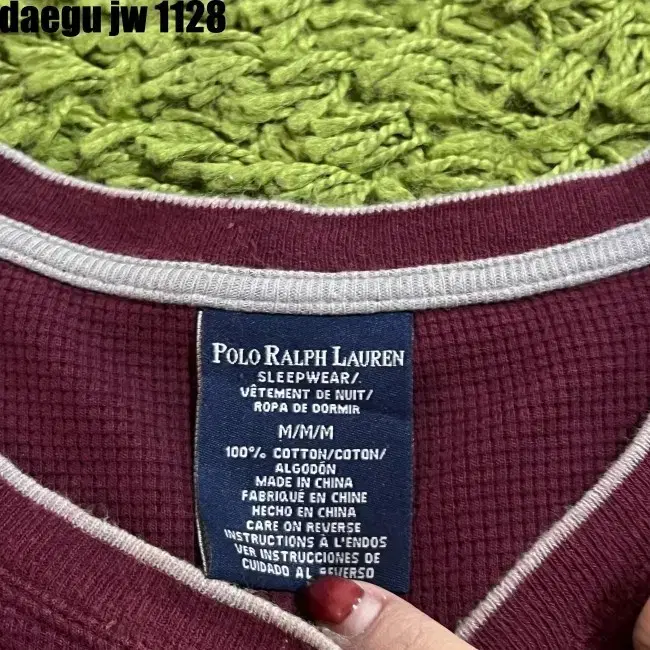 daegu jw 1128
POLO RALPH LAUREN
SLEEPWEAR/
VÊTEMENT DE NUIT/
ROPA DE DORMIR
M/M/M
100% COTTON/COTON/
ALGODÓN
MADE IN CHINA
FABRIQUÉ EN CHINE
HECHO EN CHINA
CARE ON REVERSE
INSTRUCTIONS À L'ENDOS
VER INSTRUCCIONES DE
CUIDADO AL REVERSO